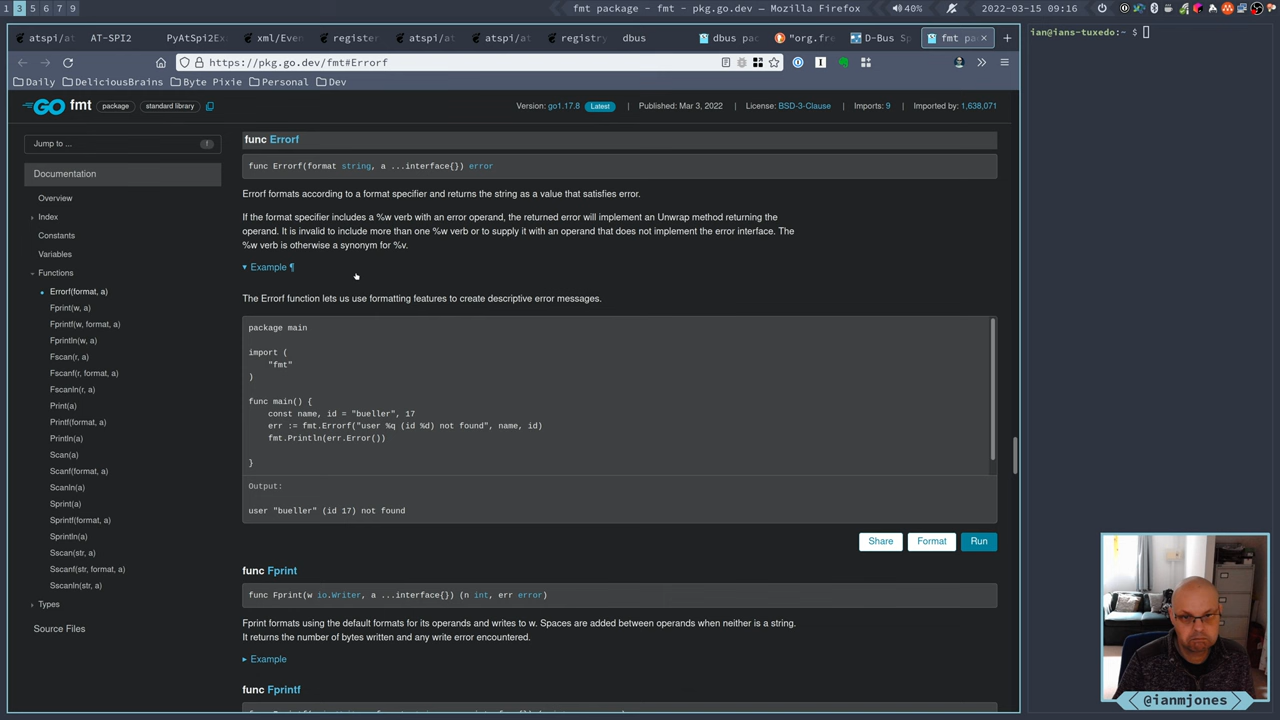 1 3 5 6 7 9
fmt package - fmt - pkg.go.dev — Mozilla Firefox
40%
2022-03-15 09:16
atspi/at
AT-SPI2
PyAtSpi2Ex
xml/Even
register
atspi/at
atspi/at
registry
dbus
dbus pac
"org.fre
D-Bus Sp
fmt pa
https://pkg.go.dev/fmt#Errorf
Daily
DeliciousBrains
Byte Pixie
Personal
Dev
GO fmt package standard library
Version: go1.17.8 Latest | Published: Mar 3, 2022 | License: BSD-3-Clause | Imports: 9 | Imported by: 1,638,071
Jump to ...
Documentation
Overview
Index
Constants
Variables
Functions
Errorf(format, a)
Fprint(w, a)
Fprintf(w, format, a)
Fprintln(w, a)
Fscan(r, a)
Fscanf(r, format, a)
Fscanln(r, a)
Print(a)
Printf(format, a)
Println(a)
Scan(a)
Scanf(format, a)
Scanln(a)
Sprint(a)
Sprintf(format, a)
Sprintln(a)
Sscan(str, a)
Sscanf(str, format, a)
Sscanln(str, a)
Types
Source Files
func Errorf
func Errorf(format string, a ...interface{}) error
Errorf formats according to a format specifier and returns the string as a value that satisfies error.
If the format specifier includes a %w verb with an error operand, the returned error will implement an Unwrap method returning the
operand. It is invalid to include more than one %w verb or to supply it with an operand that does not implement the error interface. The
%w verb is otherwise a synonym for %v.
▾ Example ¶
The Errorf function lets us use formatting features to create descriptive error messages.
package main
import (
"fmt"
)
func main() {
const name, id = "bueller", 17
err := fmt.Errorf("user %q (id %d) not found", name, id)
fmt.Println(err.Error())
}
Output:
user "bueller" (id 17) not found
Share
Format
Run
func Fprint
func Fprint(w io.Writer, a ...interface{}) (n int, err error)
Fprint formats using the default formats for its operands and writes to w. Spaces are added between operands when neither is a string.
It returns the number of bytes written and any write error encountered.
▸ Example
func Fprintf
ian@ians-tuxedo:~ $
@ianmjones